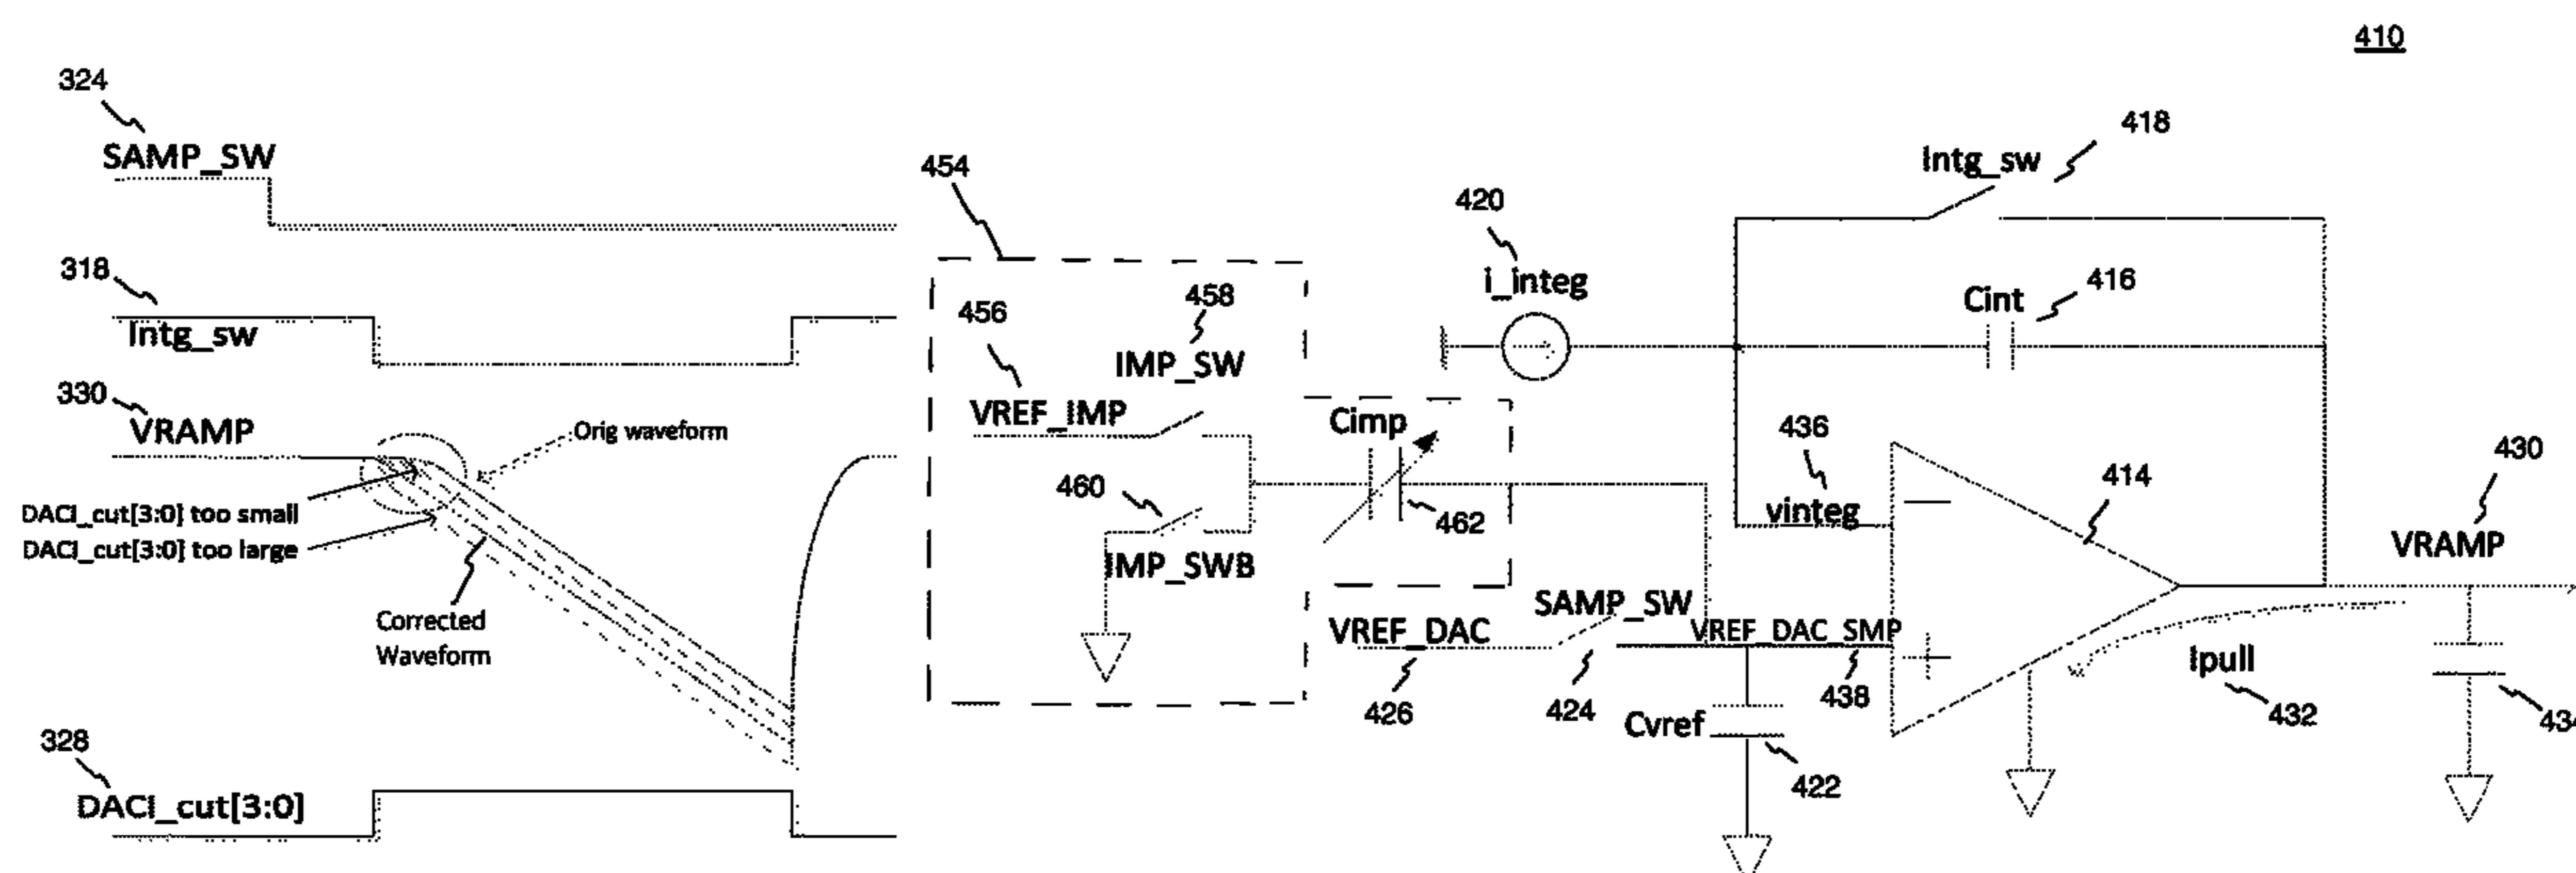 410
324
SAMP_SW
318
Intg_sw
330
VRAMP
Orig waveform
DACI_cut[3:0] too small
DACI_cut[3:0] too large
Corrected
Waveform
328
DACI_cut[3:0]
454
456
VREF_IMP
458
IMP_SW
460
IMP_SWB
Cimp
462
420
i_integ
Intg_sw
418
Cint
416
436
vinteg
414
430
VRAMP
VREF_DAC
426
SAMP_SW
424
VREF_DAC_SMP
438
Cvref
422
Ipull
432
434